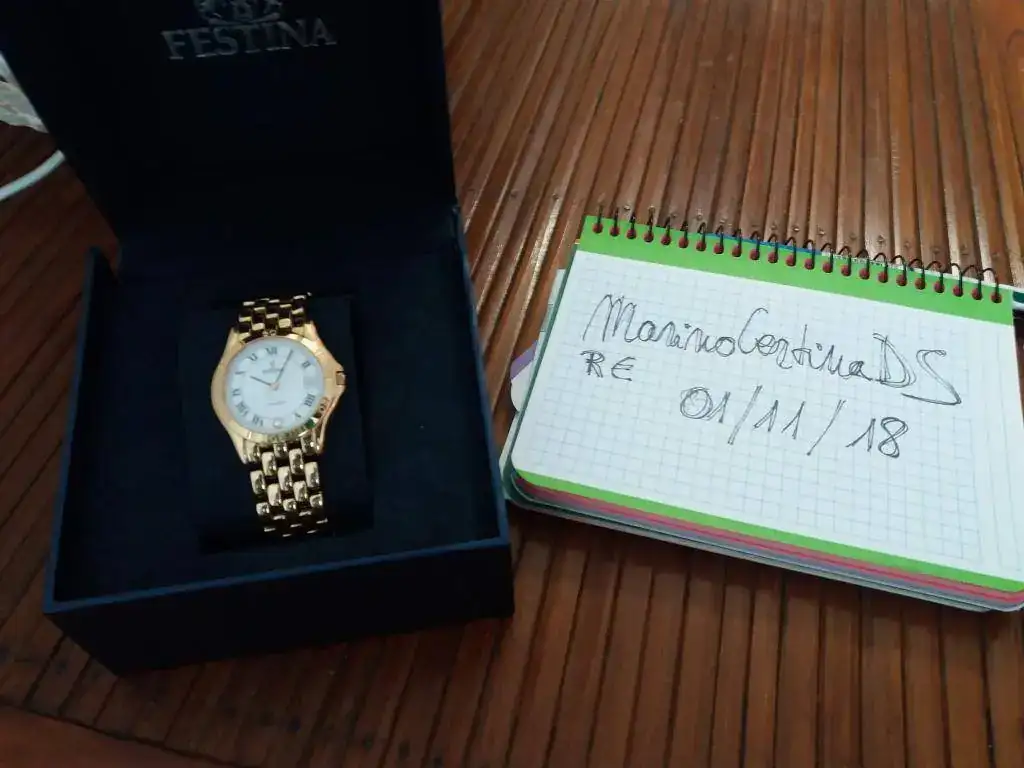 FESTINA
MarinoCertinaDS
RE
01/11/18